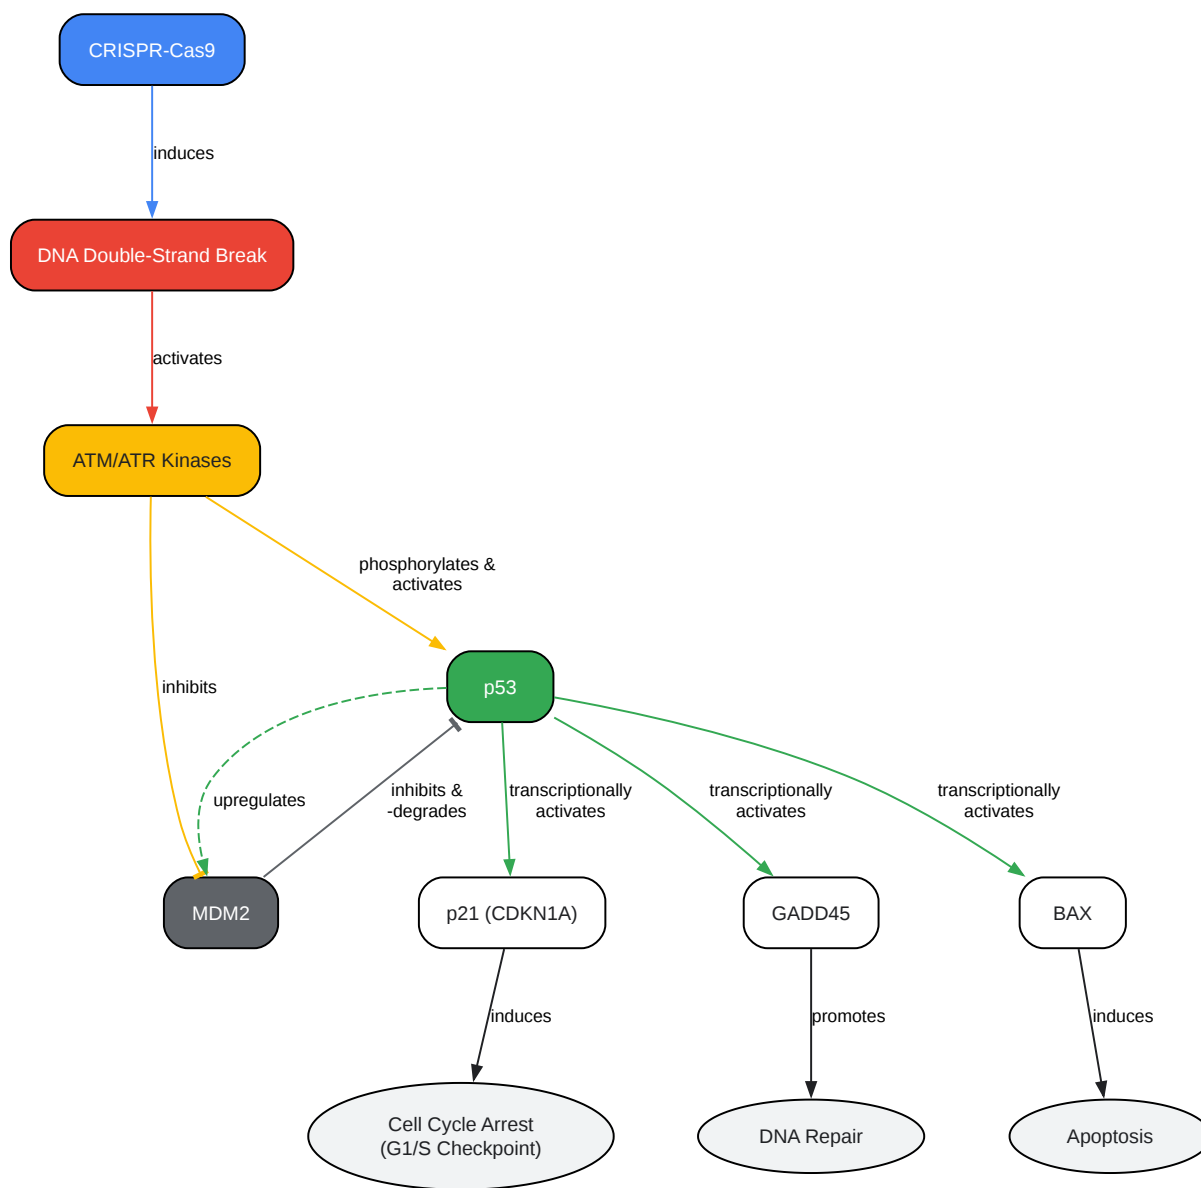 CRISPR-Cas9
induces
DNA Double-Strand Break
activates
ATM/ATR Kinases
phosphorylates &
activates
inhibits
p53
upregulates
inhibits &
-degrades
transcriptionally
activates
transcriptionally
activates
transcriptionally
activates
MDM2
p21 (CDKN1A)
GADD45
BAX
induces
promotes
induces
Cell Cycle Arrest
(G1/S Checkpoint)
DNA Repair
Apoptosis